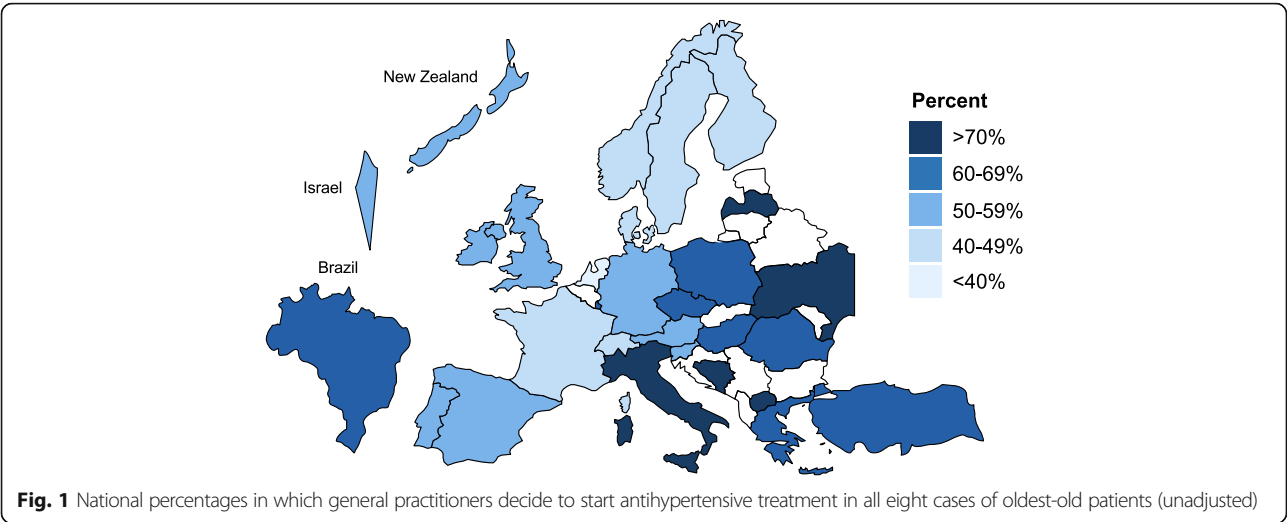 New Zealand
Israel
Brazil
Percent
>70%
60-69%
50-59%
40-49%
<40%
Fig. 1 National percentages in which general practitioners decide to start antihypertensive treatment in all eight cases of oldest-old patients (unadjusted)